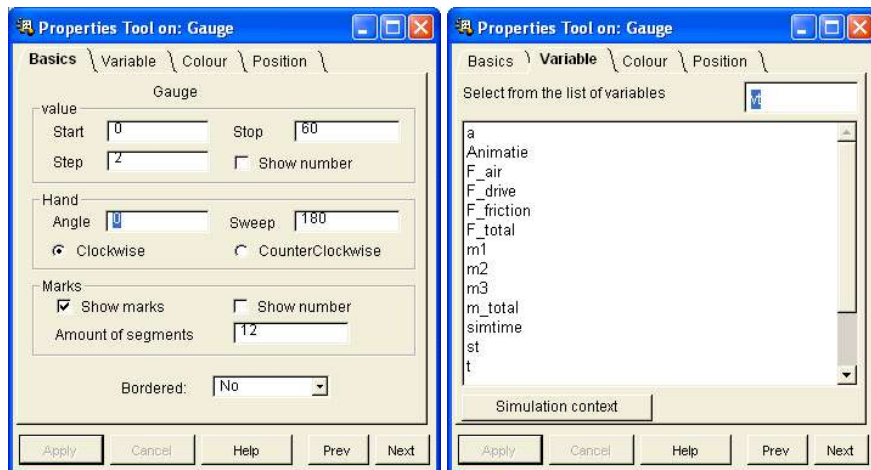 Properties Tool on: Gauge
Basics Variable Colour Position
Gauge
value
Start 0 Stop 60
Step 2 Show number
Hand
Angle 0 Sweep 180
Clockwise CounterClockwise
Marks
Show marks Show number
Amount of segments 12
Bordered: No
Apply Cancel Help Prev Next
Properties Tool on: Gauge
Basics Variable Colour Position
Select from the list of variables vt
a
Animatie
F_air
F_drive
F_friction
F_total
m1
m2
m3
m_total
simtime
st
t
Simulation context
Apply Cancel Help Prev Next